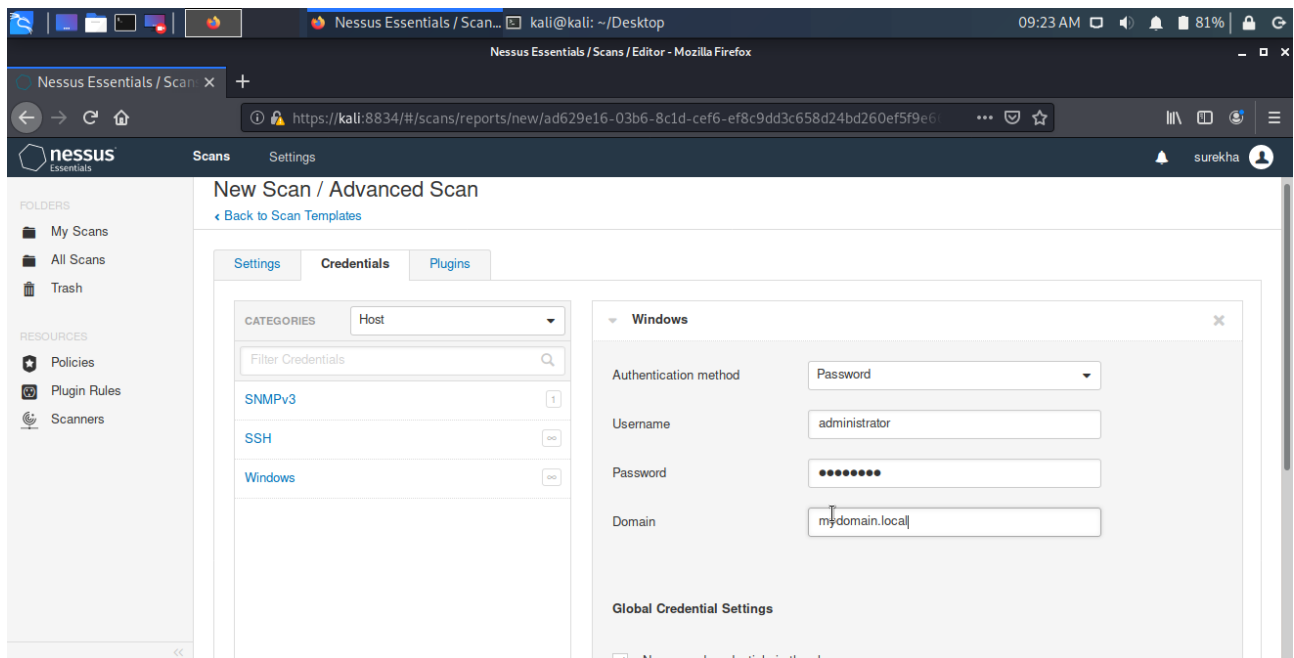 Nessus Essentials / Scan... kali@kali: ~/Desktop 09:23 AM 81%
Nessus Essentials / Scans / Editor - Mozilla Firefox
Nessus Essentials / Scan
https://kali:8834/#/scans/reports/new/ad629e16-03b6-8c1d-cef6-ef8c9dd3c658d24bd260ef5f9e6
nessus Essentials Scans Settings surekha
FOLDERS
My Scans
All Scans
Trash
RESOURCES
Policies
Plugin Rules
Scanners
New Scan / Advanced Scan
Back to Scan Templates
Settings Credentials Plugins
CATEGORIES Host
Filter Credentials
SNMPv3 1
SSH ∞
Windows ∞
Windows
Authentication method Password
Username administrator
Password ••••••••
Domain mydomain.local
Global Credential Settings